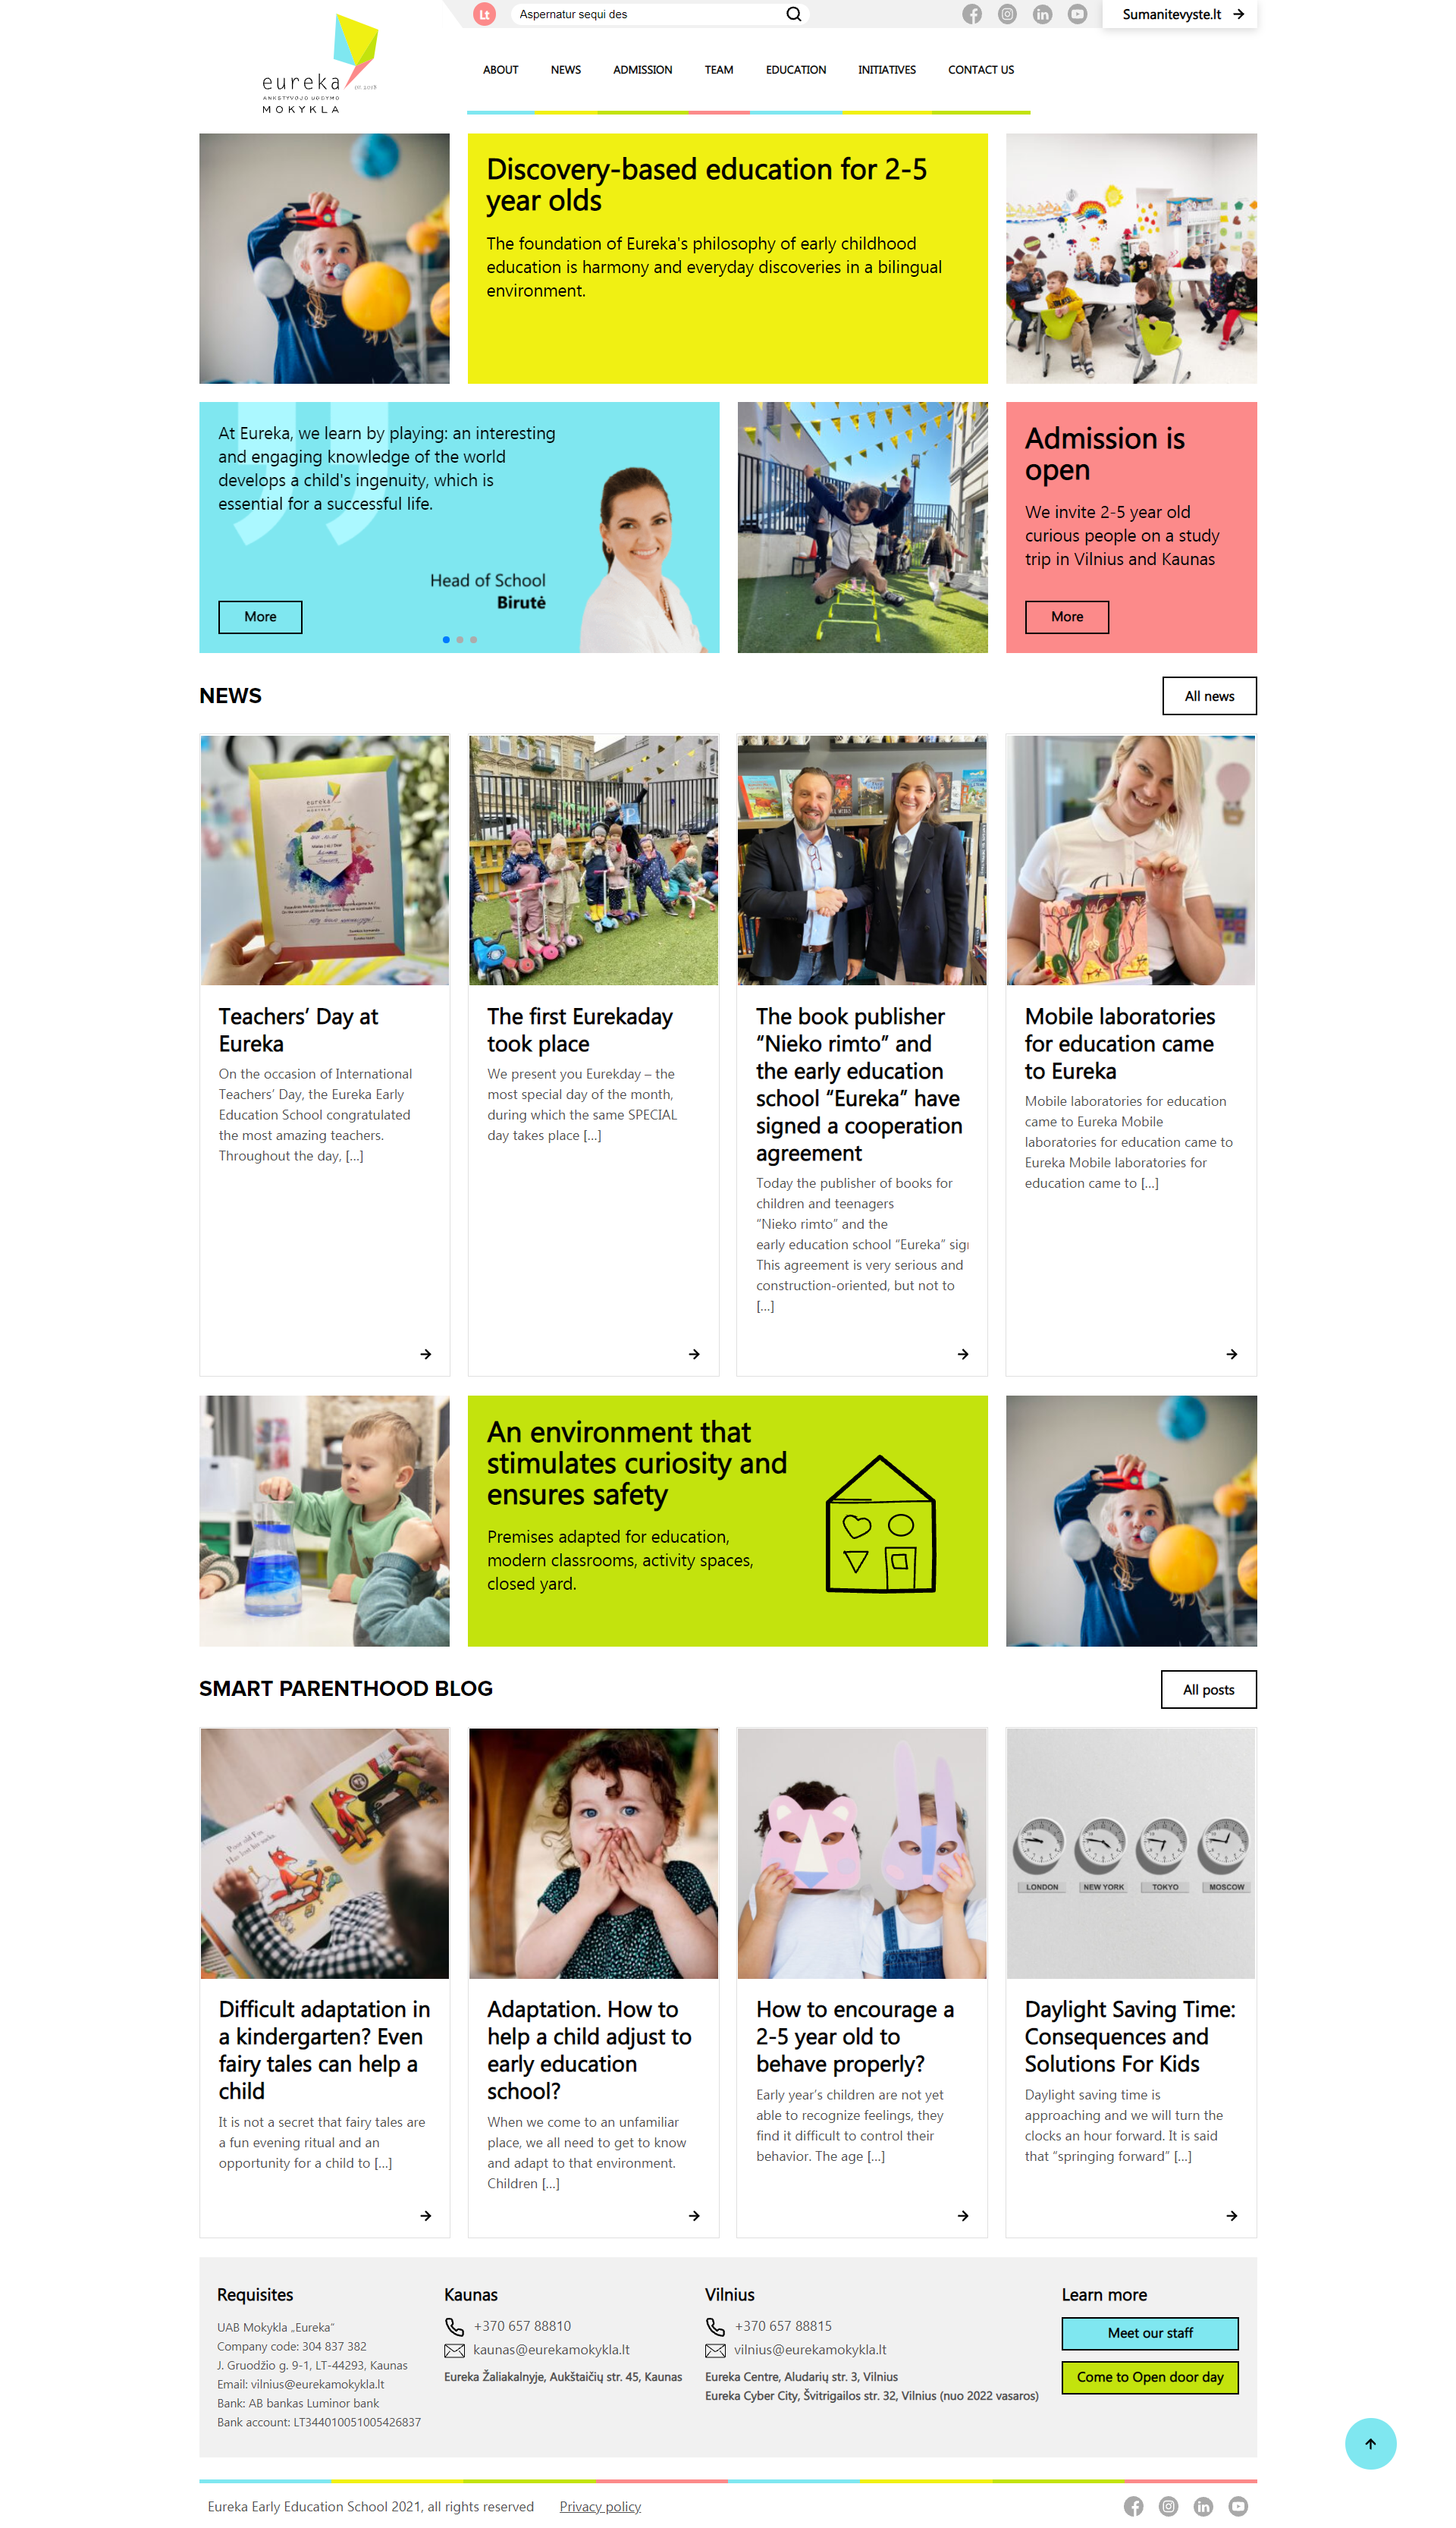 Lt
Aspernatur sequi des
Sumanitevyste.lt
eureka
ANKSTYVOJO UGDYMO
MOKYKLA
ABOUT NEWS ADMISSION TEAM EDUCATION INITIATIVES CONTACT US
Discovery-based education for 2-5
year olds
The foundation of Eureka's philosophy of early childhood
education is harmony and everyday discoveries in a bilingual
environment.
At Eureka, we learn by playing: an interesting
and engaging knowledge of the world
develops a child's ingenuity, which is
essential for a successful life.
Head of School
Birutė
More
Admission is
open
We invite 2-5 year old
curious people on a study
trip in Vilnius and Kaunas
More
NEWS
All news
eureka
Teachers’ Day at
Eureka
On the occasion of International
Teachers’ Day, the Eureka Early
Education School congratulated
the most amazing teachers.
Throughout the day, […]
The first Eurekaday
took place
We present you Eurekday – the
most special day of the month,
during which the same SPECIAL
day takes place […]
The book publisher
“Nieko rimto” and
the early education
school “Eureka” have
signed a cooperation
agreement
Today the publisher of books for
children and teenagers
“Nieko rimto” and the
early education school “Eureka”
This agreement is very serious and
construction-oriented, but not to
[…]
Mobile laboratories
for education came
to Eureka
Mobile laboratories for education
came to Eureka Mobile
laboratories for education came to
Eureka Mobile laboratories for
education came to […]
An environment that
stimulates curiosity and
ensures safety
Premises adapted for education,
modern classrooms, activity spaces,
closed yard.
SMART PARENTHOOD BLOG
All posts
LONDON NEW YORK TOKYO MOSCOW
Difficult adaptation in
a kindergarten? Even
fairy tales can help a
child
It is not a secret that fairy tales are
a fun evening ritual and an
opportunity for a child to […]
Adaptation. How to
help a child adjust to
early education
school?
When we come to an unfamiliar
place, we all need to get to know
and adapt to that environment.
Children […]
How to encourage a
2-5 year old to
behave properly?
Early year’s children are not yet
able to recognize feelings, they
find it difficult to control their
behavior. The age […]
Daylight Saving Time:
Consequences and
Solutions For Kids
Daylight saving time is
approaching and we will turn the
clocks an hour forward. It is said
that “springing forward” […]
Requisites
UAB Mokykla „Eureka“
Company code: 304 837 382
J. Gruodžio g. 9-1, LT-44293, Kaunas
Email: vilnius@eurekamokykla.lt
Bank: AB bankas Luminor bank
Bank account: LT344010051005426837
Kaunas
+370 657 88810
kaunas@eurekamokykla.lt
Eureka Žaliakalnyje, Aukštaičių str. 45, Kaunas
Vilnius
+370 657 88815
vilnius@eurekamokykla.lt
Eureka Centre, Aludarių str. 3, Vilnius
Eureka Cyber City, Švitrigailos str. 32, Vilnius (nuo 2022 vasaros)
Learn more
Meet our staff
Come to Open door day
Eureka Early Education School 2021, all rights reserved Privacy policy